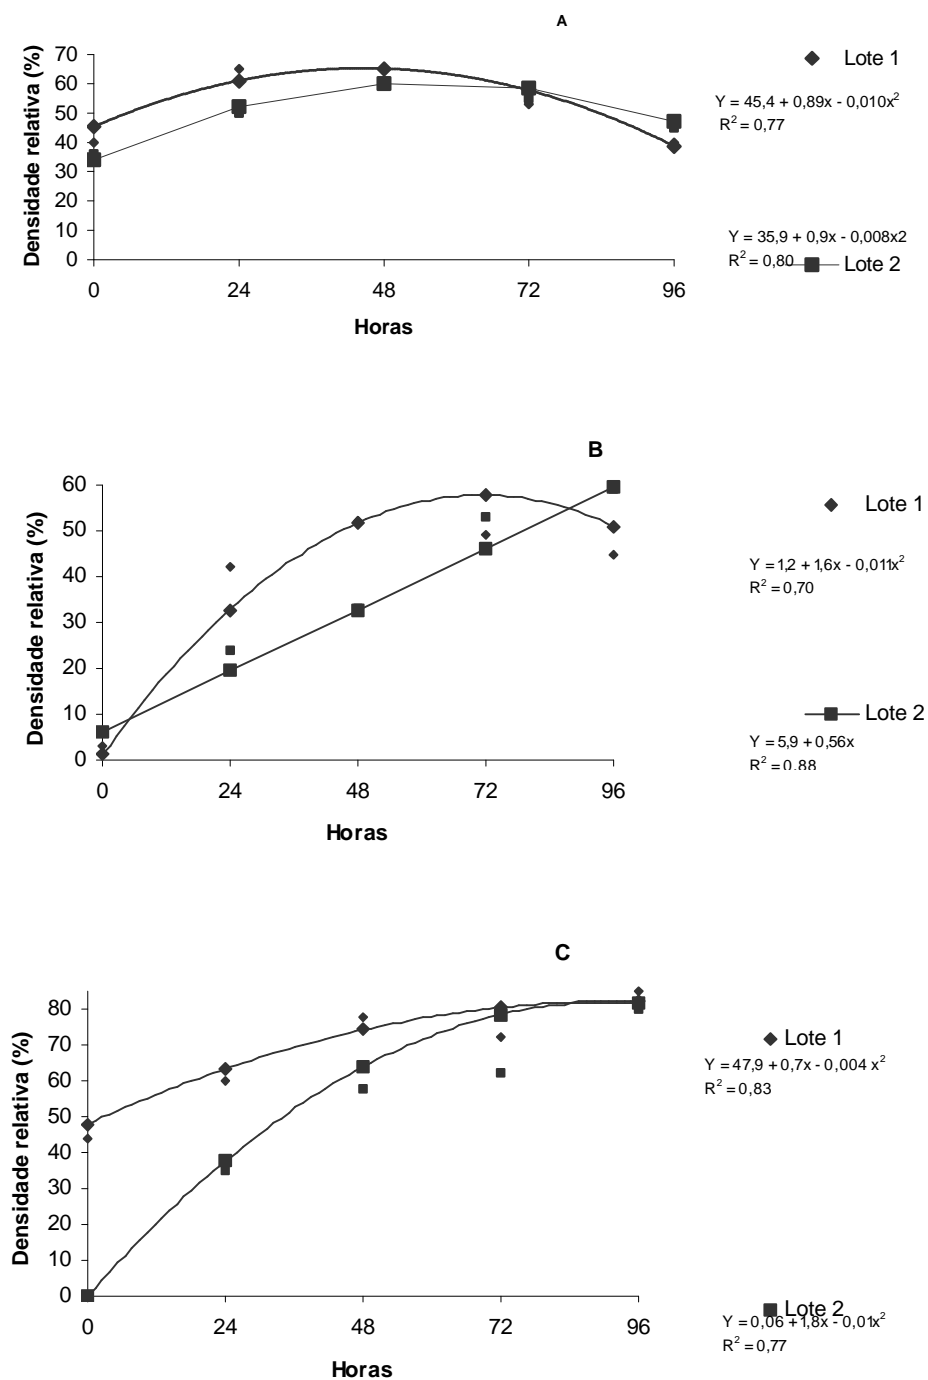 A
Densidade relativa (%)
70
60
50
40
30
20
10
0
0 24 48 72 96
Horas
Lote 1
Y = 45,4 + 0,89x - 0,010x²
R² = 0,77
Y = 35,9 + 0,9x - 0,008x2
R² = 0,80
Lote 2
B
Densidade relativa (%)
60
50
40
30
20
10
0
0 24 48 72 96
Horas
Lote 1
Y = 1,2 + 1,6x - 0,011x²
R² = 0,70
Lote 2
Y = 5,9 + 0,56x
R² = 0,88
C
Densidade relativa (%)
80
70
60
50
40
30
20
10
0
0 24 48 72 96
Horas
Lote 1
Y = 47,9 + 0,7x - 0,004 x²
R² = 0,83
Lote 2
Y = 0,06 + 1,8x - 0,01x²
R² = 0,77